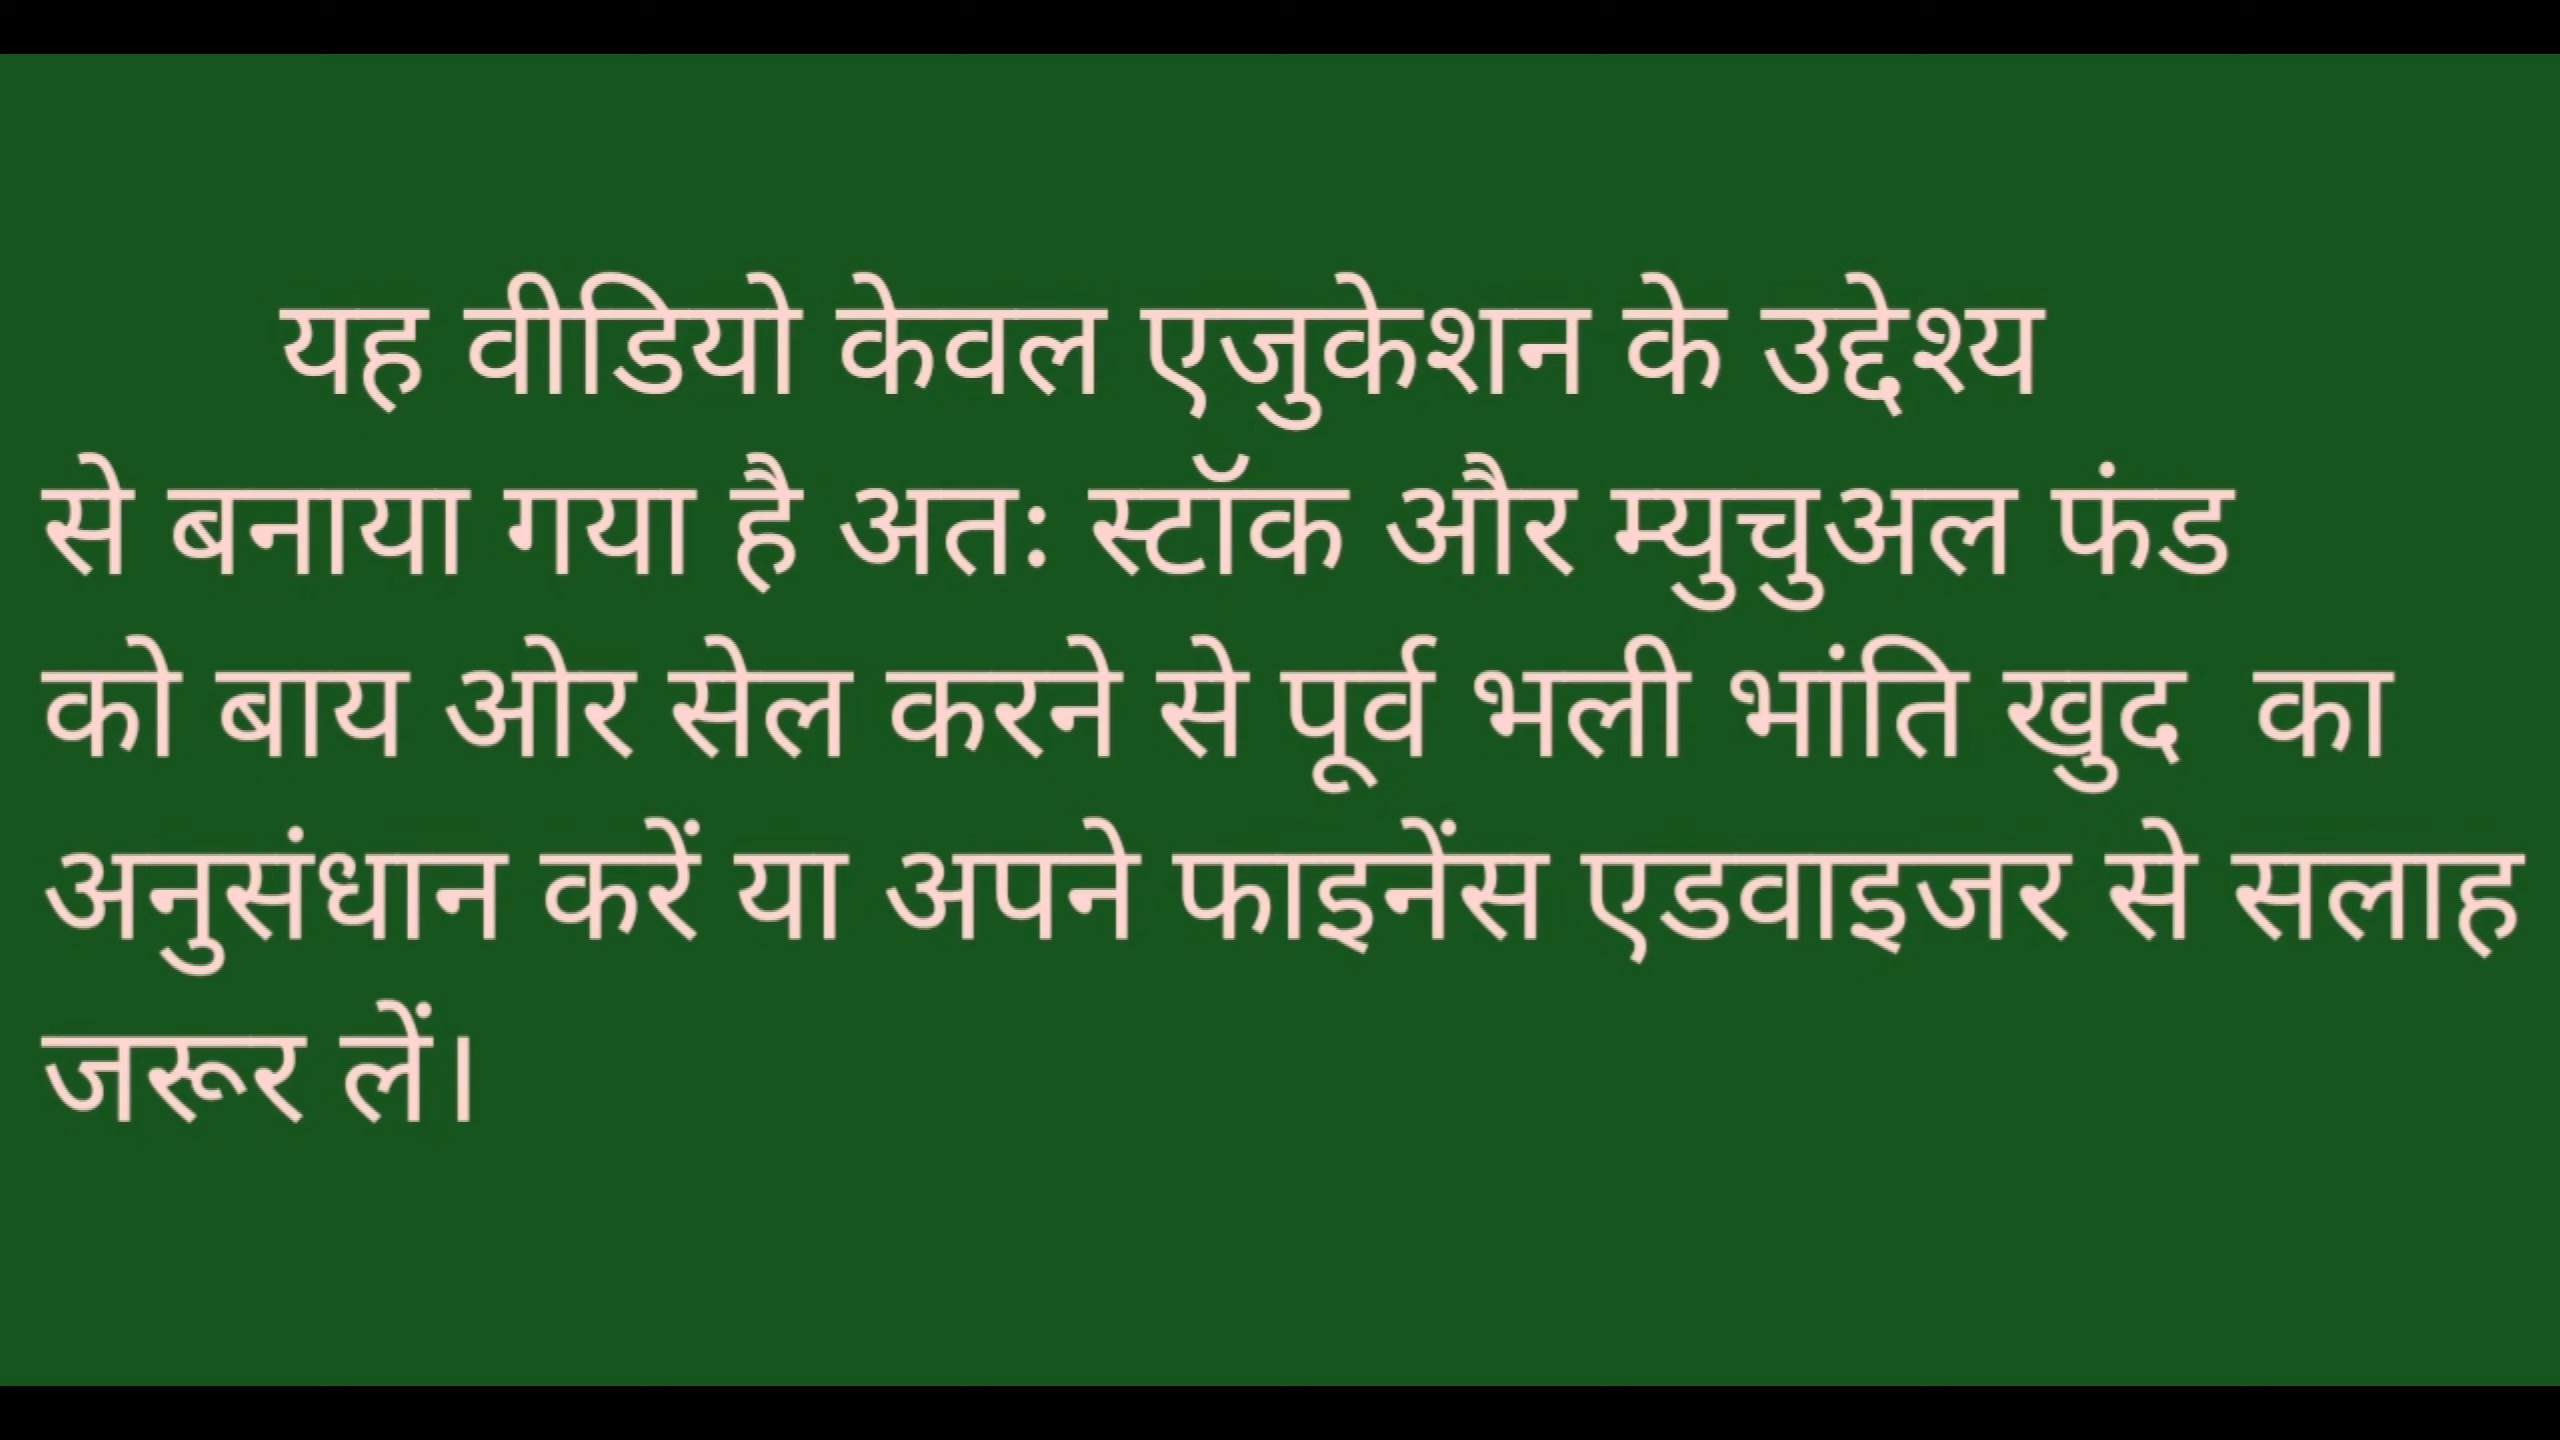 यह वीडियो केवल एजुकेशन के उद्देश्य
से बनाया गया है अतः स्टॉक और म्युचुअल फंड
को बाय ओर सेल करने से पूर्व भली भांति खुद  का
अनुसंधान करें या अपने फाइनेंस एडवाइजर से सलाह
जरूर लें।